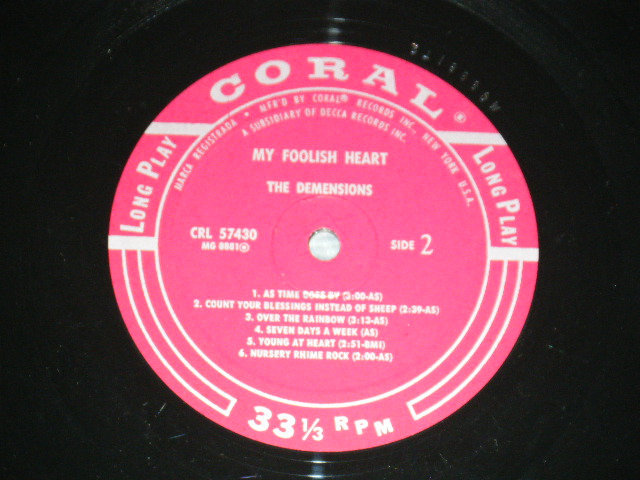 CORAL®
MARCA REGISTRADA • MFR'D BY CORAL® RECORDS INC., NEW YORK U.S.A.
A SUBSIDIARY OF DECCA RECORDS INC.
LONG PLAY
LONG PLAY
MY FOOLISH HEART
THE DEMENSIONS
CRL 57430
MG 8881
SIDE 2
1. AS TIME GOES BY (3:00-AS)
2. COUNT YOUR BLESSINGS INSTEAD OF SHEEP (2:39-AS)
3. OVER THE RAINBOW (3:13-AS)
4. SEVEN DAYS A WEEK (AS)
5. YOUNG AT HEART (2:51-BMI)
6. NURSERY RHIME ROCK (2:00-AS)
33 1/3 RPM